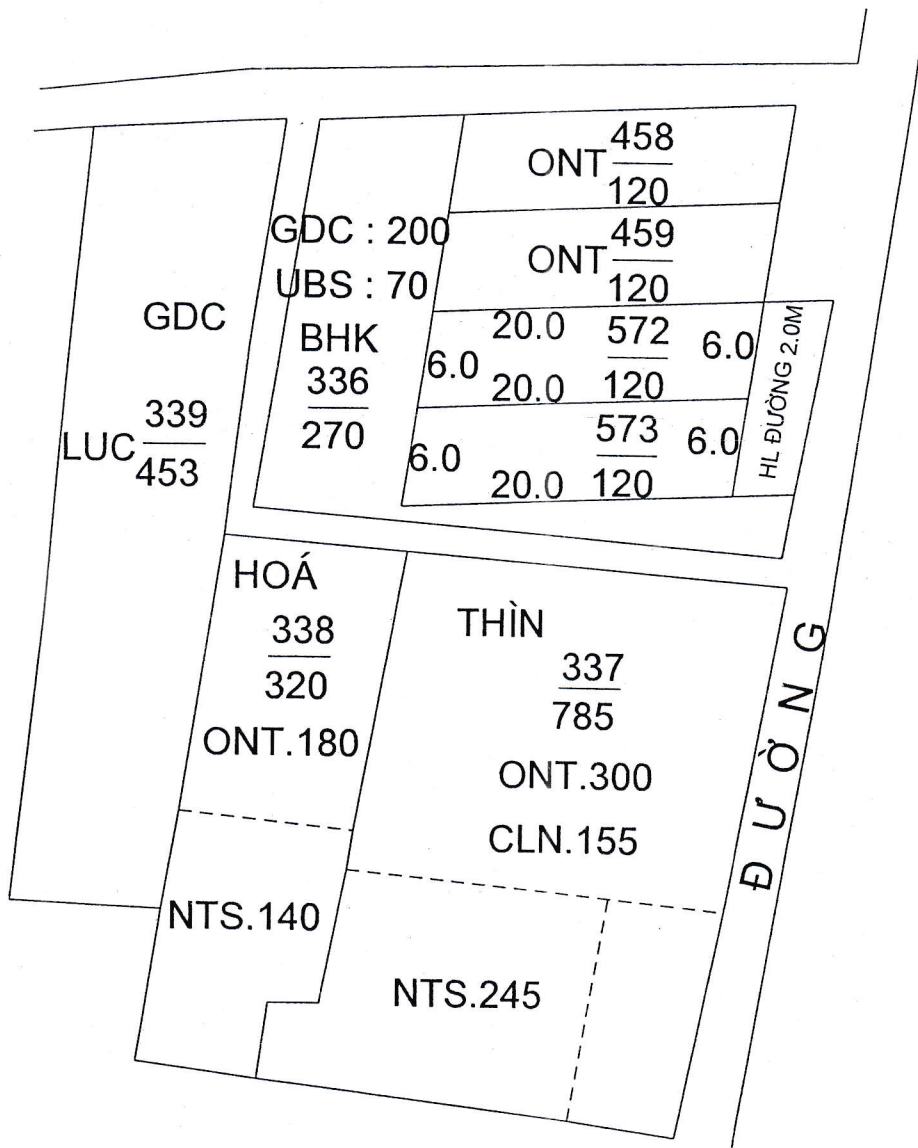 ONT 458
120
ONT 459
120
GDC : 200
UBS : 70
BHK
336
270
20.0 572 6.0
6.0 20.0 120
573 6.0
6.0 20.0 120
HL ĐƯỜNG 2.0M
GDC
LUC 339
453
HOÁ
338
320
ONT.180
NTS.140
THÌN
337
785
ONT.300
CLN.155
NTS.245
ĐƯỜNG